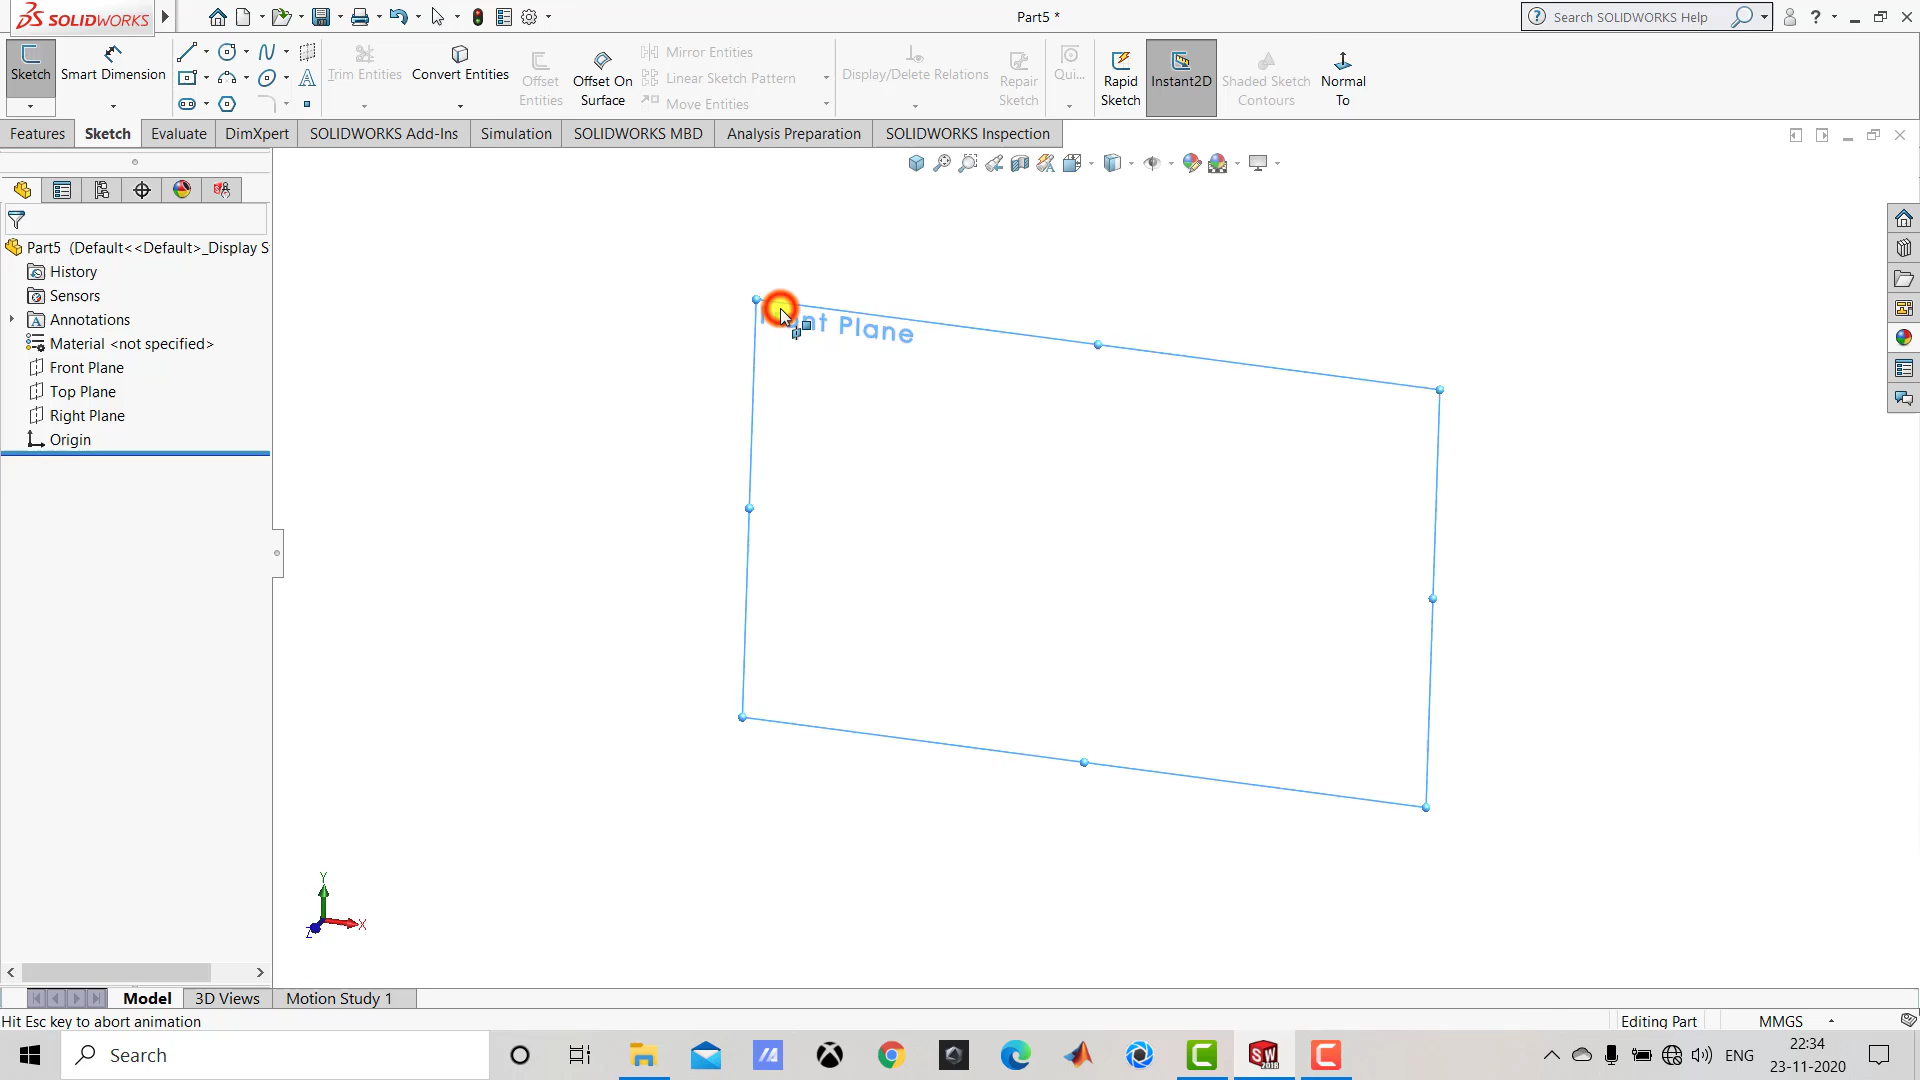 SOLIDWORKS
Part5 *
Search SOLIDWORKS Help
Sketch
Smart Dimension
Trim Entities
Convert Entities
Offset
Entities
Offset On
Surface
Mirror Entities
Linear Sketch Pattern
Move Entities
Display/Delete Relations
Repair
Sketch
Qui...
Rapid
Sketch
Instant2D
Shaded Sketch
Contours
Normal
To
Features
Sketch
Evaluate
DimXpert
SOLIDWORKS Add-Ins
Simulation
SOLIDWORKS MBD
Analysis Preparation
SOLIDWORKS Inspection
Part5 (Default<<Default>_Display S
History
Sensors
Annotations
Material <not specified>
Front Plane
Top Plane
Right Plane
Origin
Plane
Y
X
Z
Model
3D Views
Motion Study 1
Hit Esc key to abort animation
Editing Part
MMGS
Search
SW
2018
ENG
22:34
23-11-2020